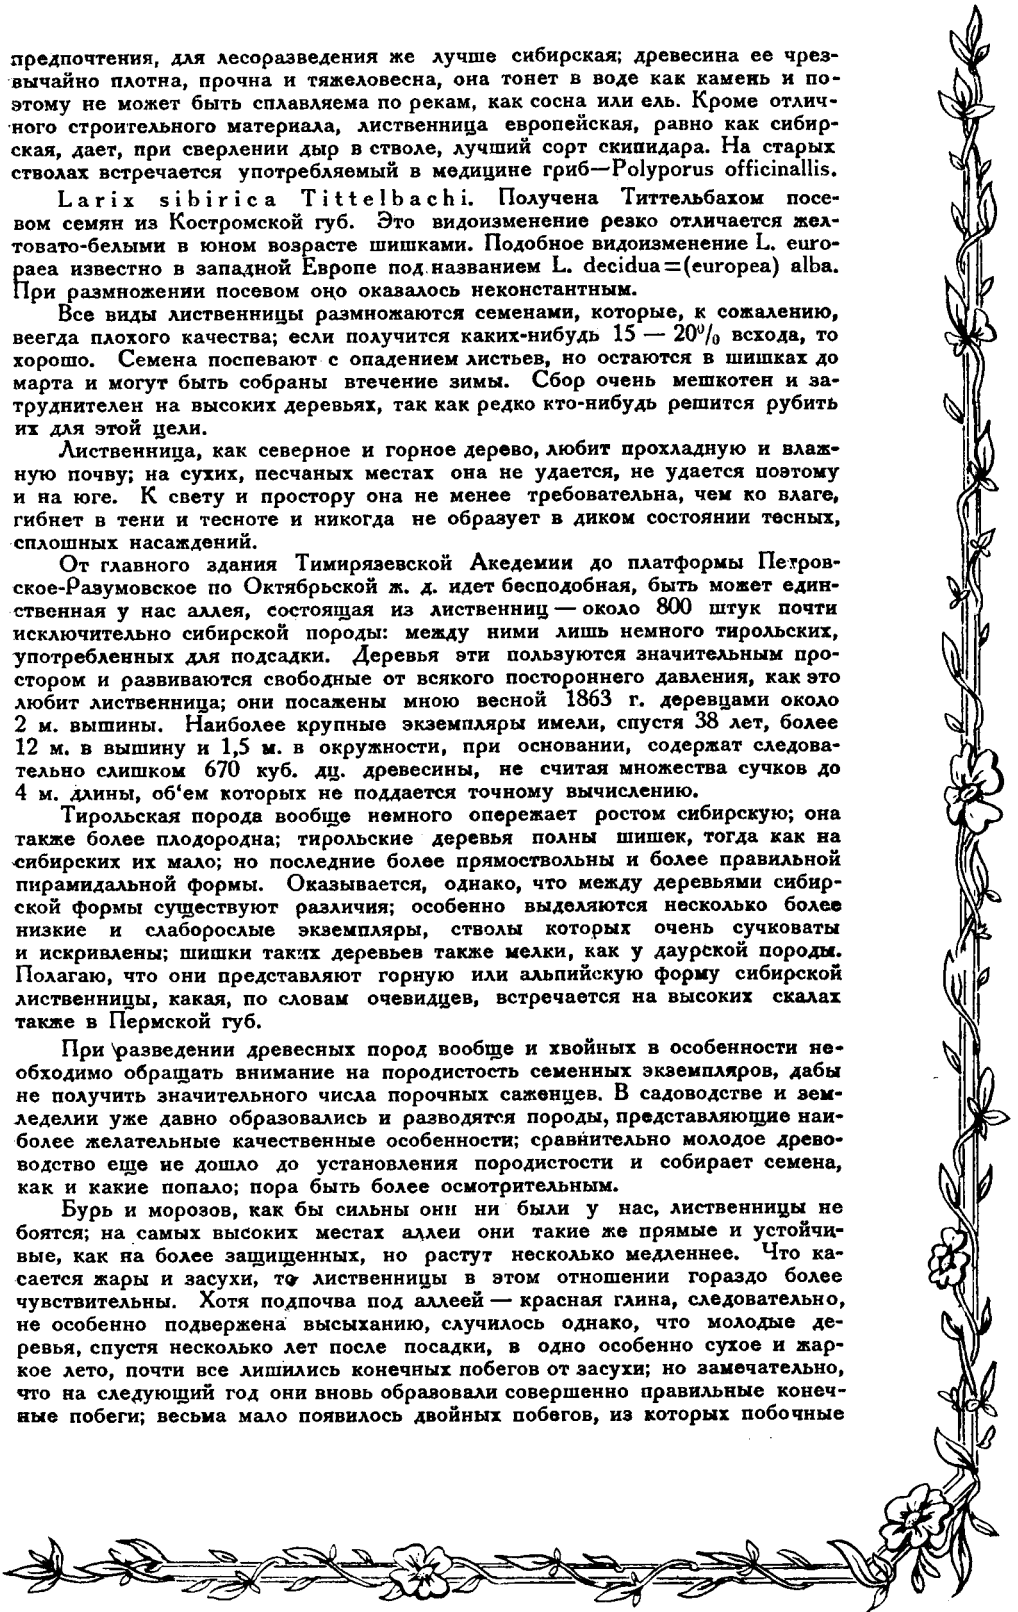 предпочтения, для лесоразведения же лучше сибирская; древесина ее чрез-
вычайно плотна, прочна и тяжеловесна, она тонет в воде как камень и по-
этому не может быть сплавляема по рекам, как сосна или ель. Кроме отлич-
ного строительного материала, лиственница европейская, равно как сибир-
ская, дает, при сверлении дыр в стволе, лучший сорт скипидара. На старых
стволах встречается употребляемый в медицине гриб—Polyporus officinallis.
Larix sibirica Tittelbachi. Получена Титтельбахом посе-
вом семян из Костромской губ. Это видоизменение резко отличается жел-
товато-белыми в юном возрасте шишками. Подобное видоизменение L. euro-
paea известно в западной Европе под названием L. decidua=(europea) alba.
При размножении посевом оно оказалось неконстантным.
Все виды лиственницы размножаются семенами, которые, к сожалению,
веегда плохого качества; если получится каких-нибудь 15 — 20% всхода, то
хорошо. Семена поспевают с опадением листьев, но остаются в шишках до
марта и могут быть собраны втечение зимы. Сбор очень мешкотен и за-
труднителен на высоких деревьях, так как редко кто-нибудь решится рубить
их для этой цели.
Лиственница, как северное и горное дерево, любит прохладную и влаж-
ную почву; на сухих, песчаных местах она не удается, не удается поэтому
и на юге. К свету и простору она не менее требовательна, чем ко влаге,
гибнет в тени и тесноте и никогда не образует в диком состоянии тесных,
сплошных насаждений.
От главного здания Тимирязевской Акедемии до платформы Петров-
ское-Разумовское по Октябрьской ж. д. идет бесподобная, быть может един-
ственная у нас аллея, состоящая из лиственниц — около 800 штук почти
исключительно сибирской породы: между ними лишь немного тирольских,
употребленных для подсадки. Деревья эти пользуются значительным про-
стором и развиваются свободные от всякого постороннего давления, как это
любит лиственница; они посажены мною весной 1863 г. деревцами около
2 м. вышины. Наиболее крупные экземпляры имели, спустя 38 лет, более
12 м. в вышину и 1,5 м. в окружности, при основании, содержат следова-
тельно слишком 670 куб. дц. древесины, не считая множества сучков до
4 м. длины, об‘ем которых не поддается точному вычислению.
Тирольская порода вообще немного опережает ростом сибирскую; она
также более плодородна; тирольские деревья полны шишек, тогда как на
сибирских их мало; но последние более прямоствольны и более правильной
пирамидальной формы. Оказывается, однако, что между деревьями сибир-
ской формы существуют различия; особенно выделяются несколько более
низкие и слаборослые экземпляры, стволы которых очень сучковаты
и искривлены; шишки таких деревьев также мелки, как у даурской породы.
Полагаю, что они представляют горную или альпийскую форму сибирской
лиственницы, какая, по словам очевидцев, встречается на высоких скалах
также в Пермской губ.
При разведении древесных пород вообще и хвойных в особенности не-
обходимо обращать внимание на породистость семенных экземпляров, дабы
не получить значительного числа порочных саженцев. В садоводстве и зем-
леделии уже давно образовались и разводятся породы, представляющие наи-
более желательные качественные особенности; сравнительно молодое древо-
водство еще не дошло до установления породистости и собирает семена,
как и какие попало; пора быть более осмотрительным.
Бурь и морозов, как бы сильны они ни были у нас, лиственницы не
боятся; на самых высоких местах аллеи они такие же прямые и устойчи-
вые, как на более защищенных, но растут несколько медленнее. Что ка-
сается жары и засухи, то лиственницы в этом отношении гораздо более
чувствительны. Хотя подпочва под аллеей — красная глина, следовательно,
не особенно подвержена высыханию, случилось однако, что молодые де-
ревья, спустя несколько лет после посадки, в одно особенно сухое и жар-
кое лето, почти все лишились конечных побегов от засухи; но замечательно,
что на следующий год они вновь образовали совершенно правильные конеч-
ные побеги; весьма мало появилось двойных побегов, из которых побочные